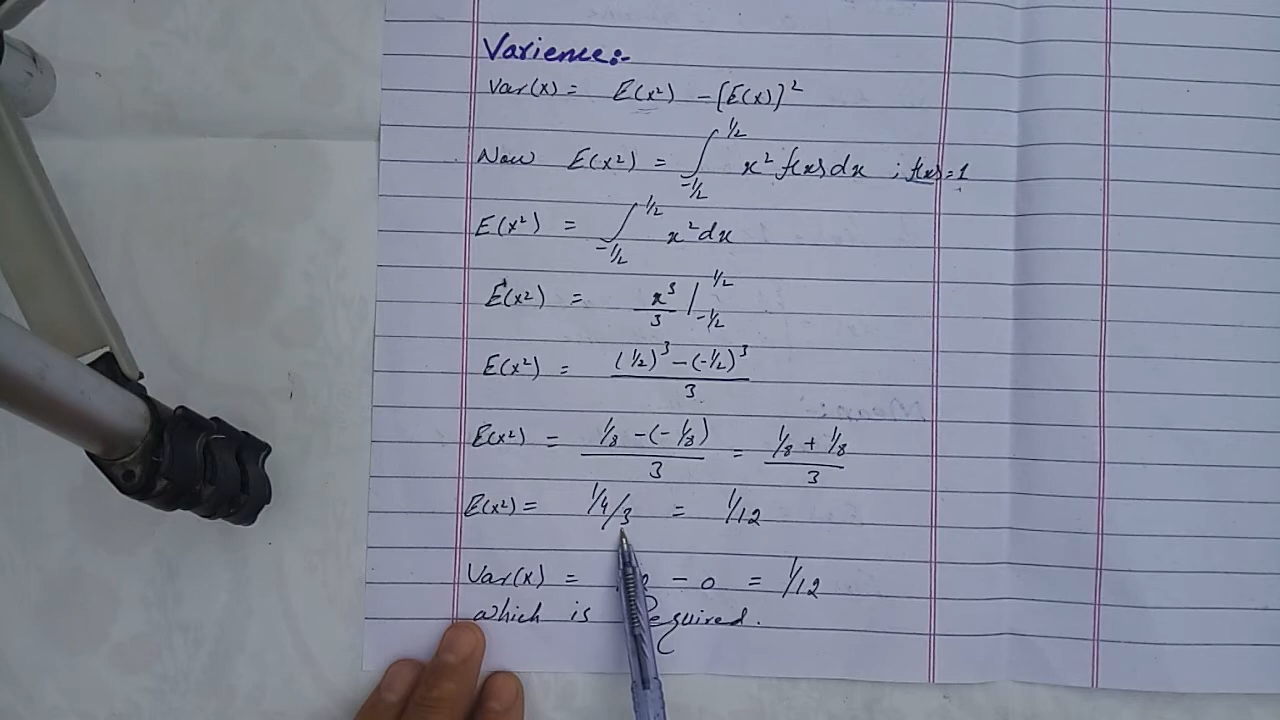 Varience:-
Var(x) = E(x²) - [E(x)]²
Now E(x²) = ∫_{-1/2}^{1/2} x² f(x) dx ; f(x) = 1
E(x²) = ∫_{-1/2}^{1/2} x² dx
E(x²) = x³/3 |_{-1/2}^{1/2}
E(x²) = ((1/2)³ - (-1/2)³)/3
E(x²) = (1/8 - (-1/8))/3 = (1/8 + 1/8)/3
E(x²) = 1/4/3 = 1/12
Var(x) = - 0 = 1/12
which is Required.